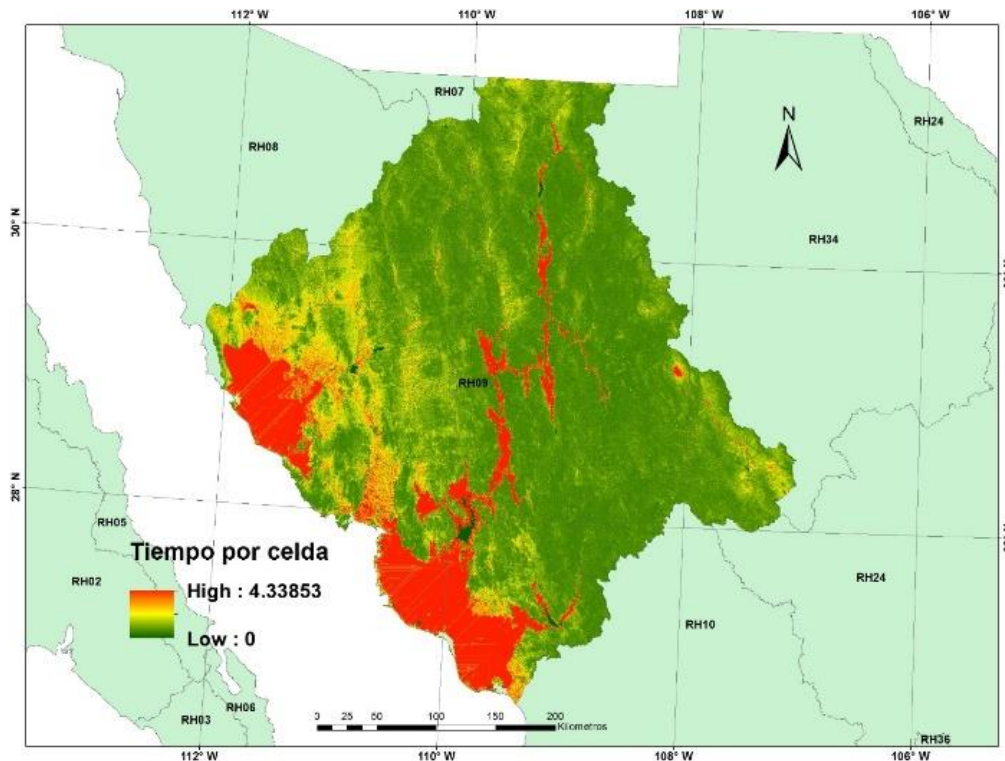 112° W
110° W
108° W
106° W
RH07
RH24
RH08
N
30° N
RH34
RH09
28° N
RH05
Tiempo por celda
RH02
High : 4.33853
RH24
Low : 0
RH10
RH06
RH03
0 25 50 100 150 200
Kilometros
RH36
112° W
110° W
108° W
106° W